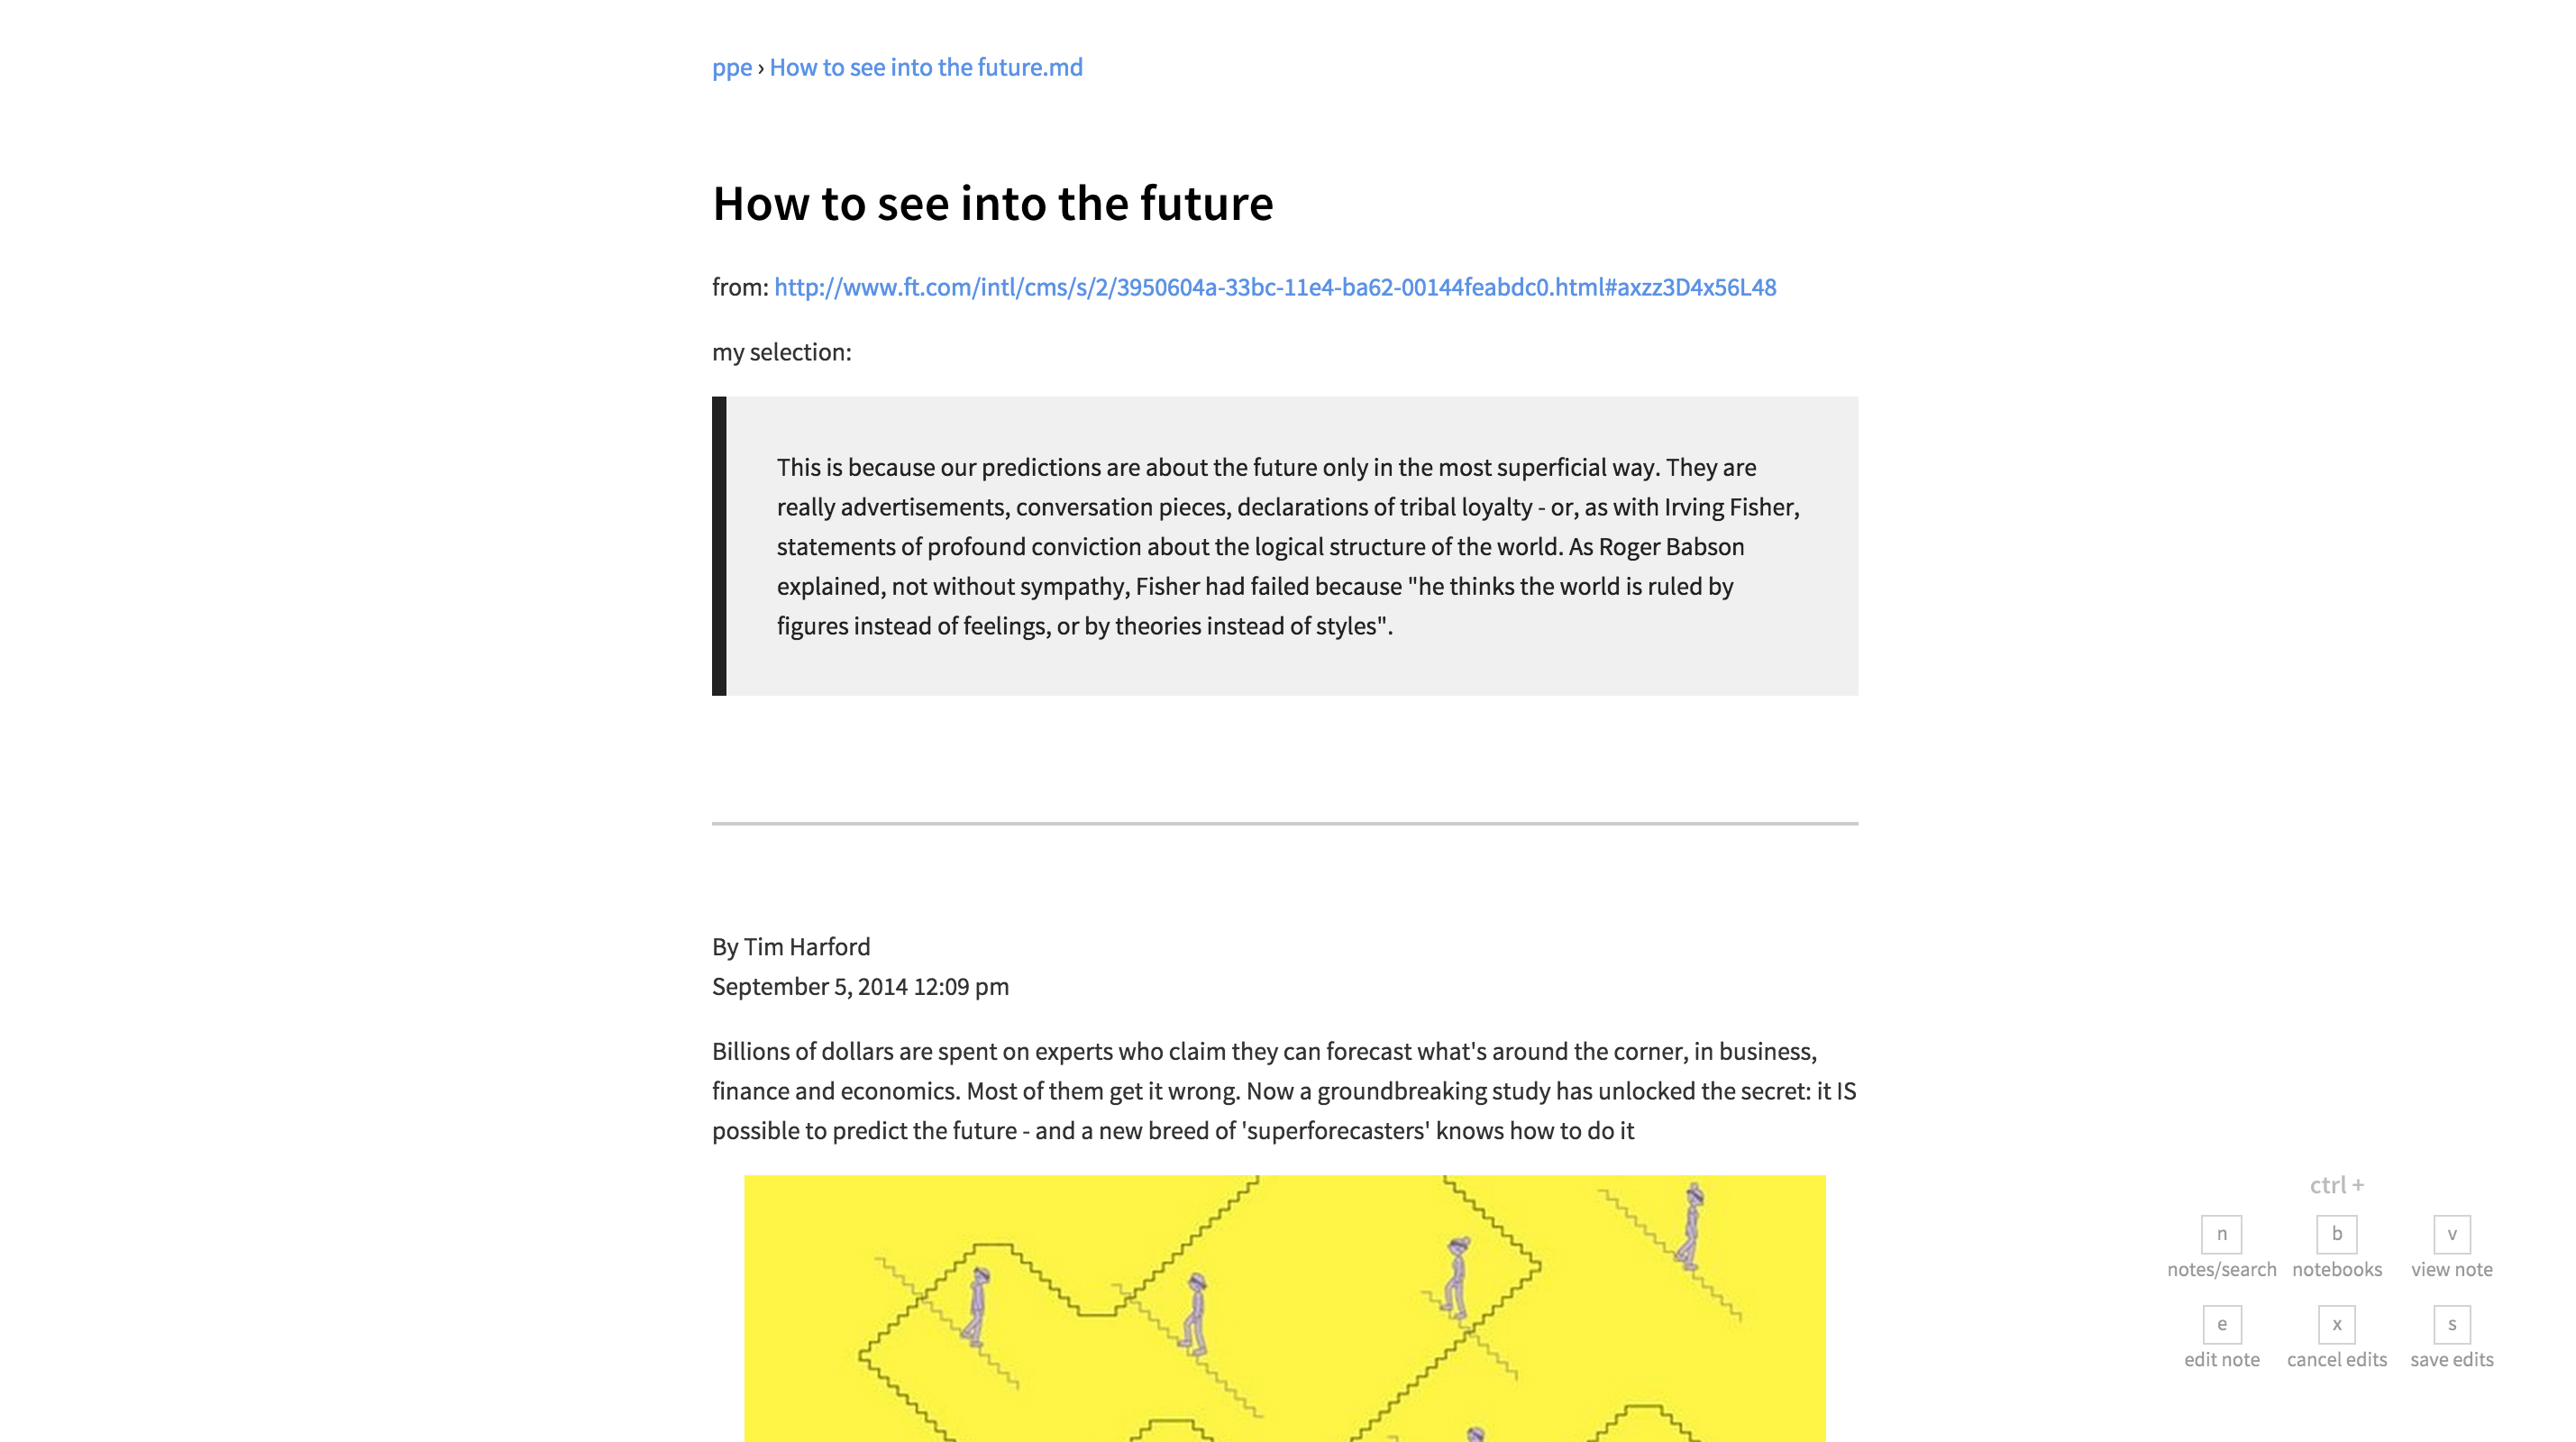 ppe › How to see into the future.md
How to see into the future
from: http://www.ft.com/intl/cms/s/2/3950604a-33bc-11e4-ba62-00144feabdc0.html#axzz3D4x56L48
my selection:
This is because our predictions are about the future only in the most superficial way. They are
really advertisements, conversation pieces, declarations of tribal loyalty - or, as with Irving Fisher,
statements of profound conviction about the logical structure of the world. As Roger Babson
explained, not without sympathy, Fisher had failed because "he thinks the world is ruled by
figures instead of feelings, or by theories instead of styles".
By Tim Harford
September 5, 2014 12:09 pm
Billions of dollars are spent on experts who claim they can forecast what's around the corner, in business,
finance and economics. Most of them get it wrong. Now a groundbreaking study has unlocked the secret: it IS
possible to predict the future - and a new breed of 'superforecasters' knows how to do it
ctrl +
n b v
notes/search notebooks view note
e x s
edit note cancel edits save edits